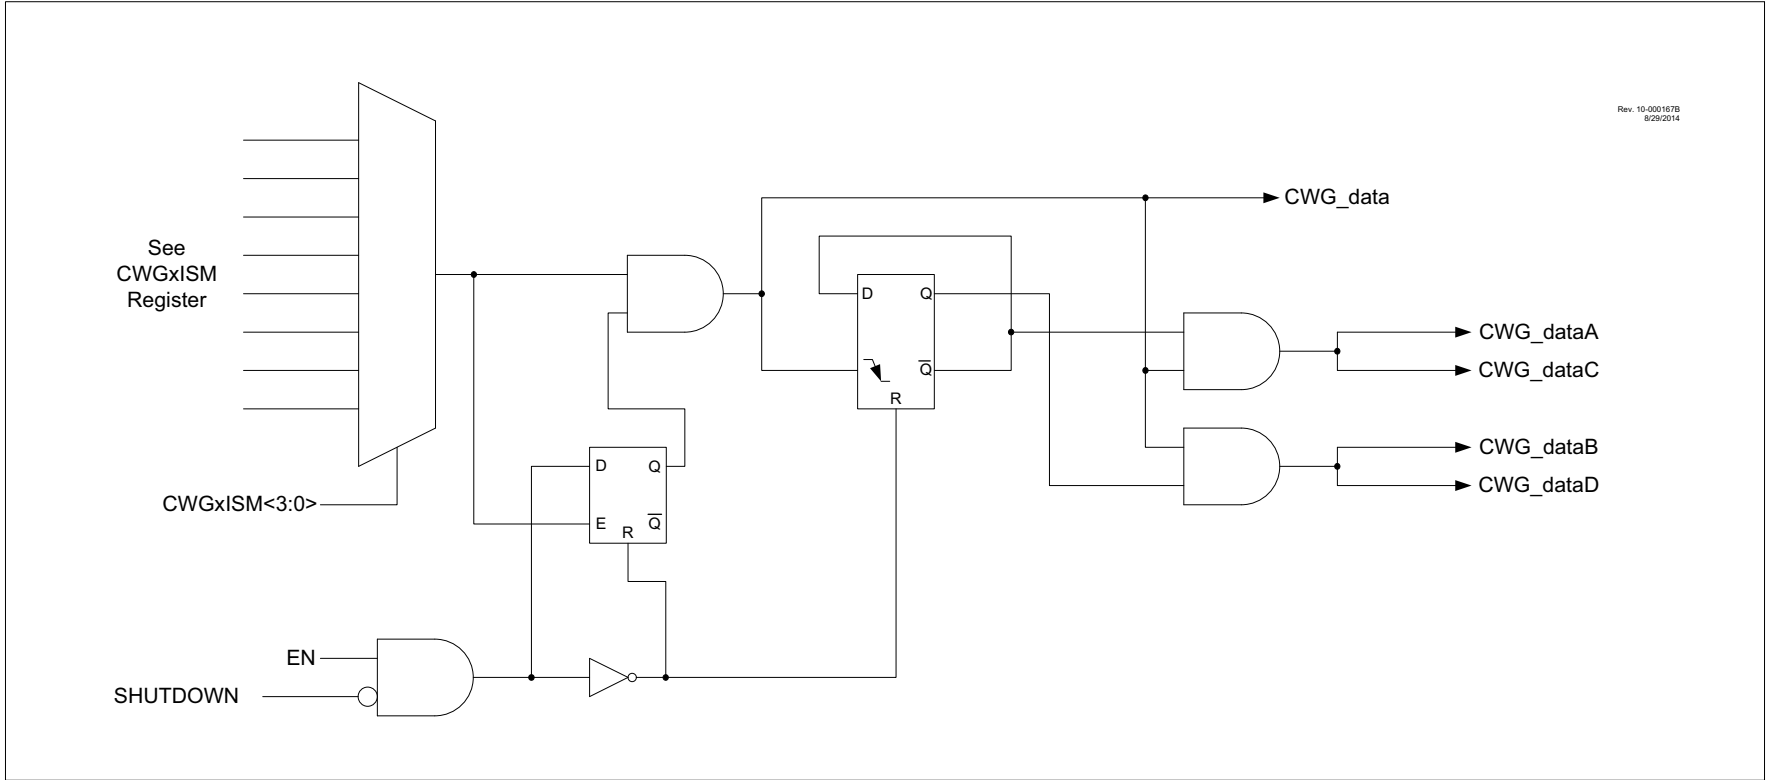 Rev. 10-000167B
8/29/2014
See
CWGxISM
Register
CWG_data
D
Q
Q
R
CWG_dataA
CWG_dataC
CWG_dataB
CWG_dataD
D
Q
E
R
Q
CWGxISM<3:0>
EN
SHUTDOWN